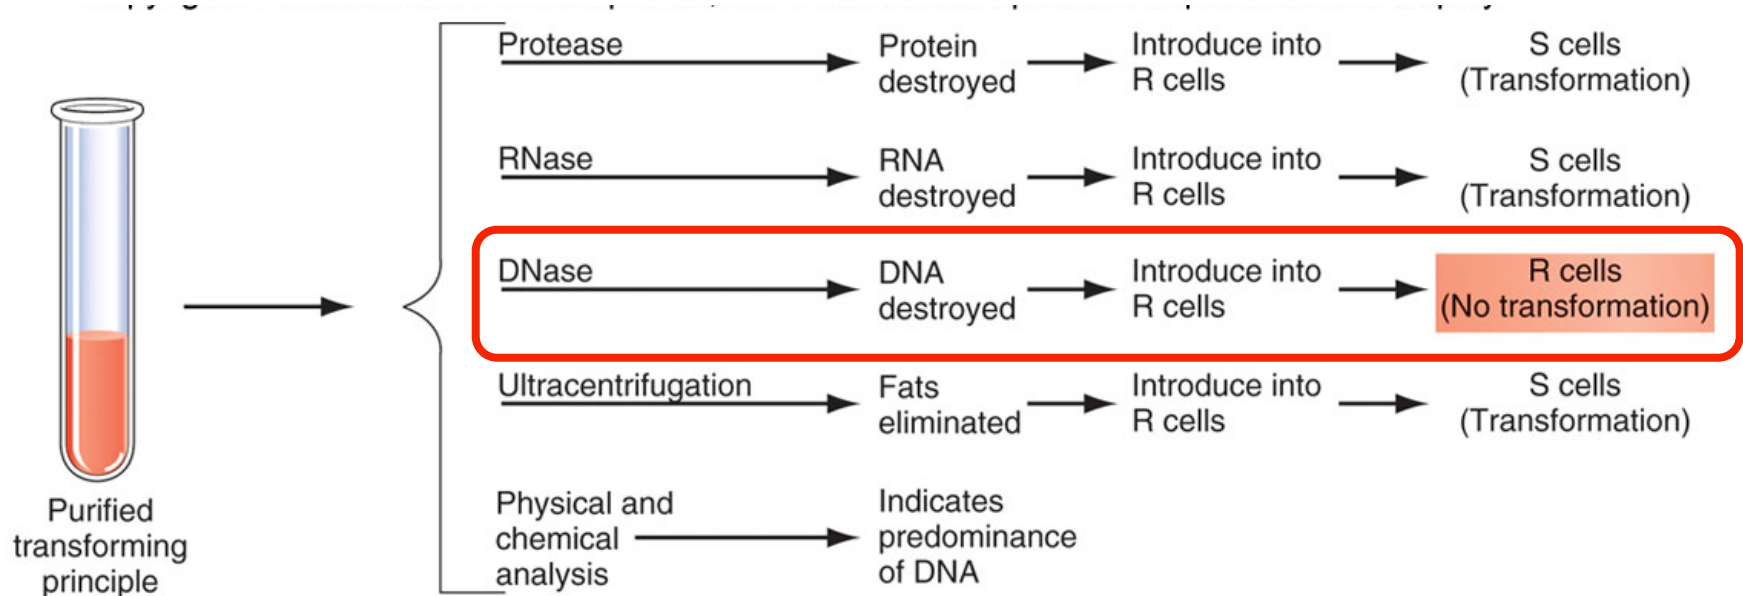 Protease
Protein
destroyed
Introduce into
R cells
S cells
(Transformation)
RNase
RNA
destroyed
Introduce into
R cells
S cells
(Transformation)
DNase
DNA
destroyed
Introduce into
R cells
R cells
(No transformation)
Ultracentrifugation
Fats
eliminated
Introduce into
R cells
S cells
(Transformation)
Physical and
chemical
analysis
Indicates
predominance
of DNA
Purified
transforming
principle